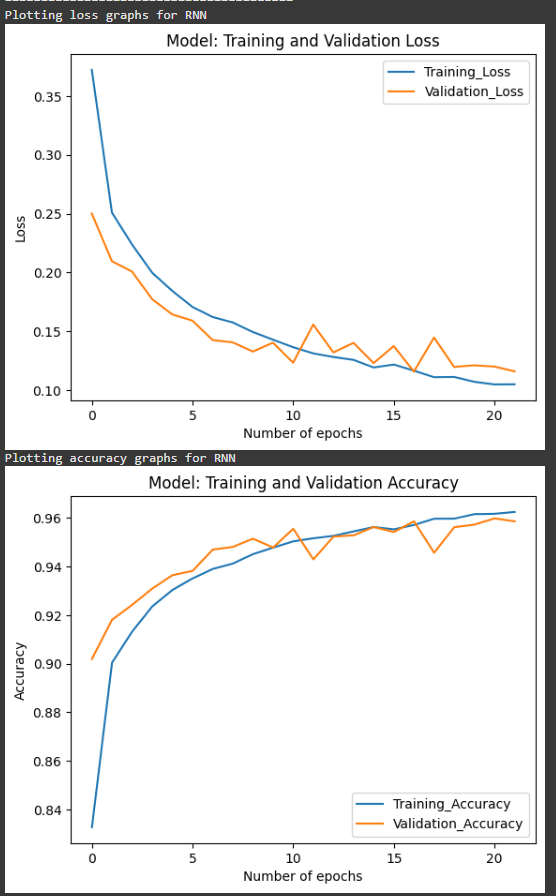 Plotting loss graphs for RNN
Model: Training and Validation Loss
Training_Loss
Validation_Loss
0.35
0.30
0.25
0.20
0.15
0.10
Loss
0 5 10 15 20
Number of epochs
Plotting accuracy graphs for RNN
Model: Training and Validation Accuracy
0.96
0.94
0.92
0.90
0.88
0.86
0.84
Accuracy
Training_Accuracy
Validation_Accuracy
0 5 10 15 20
Number of epochs